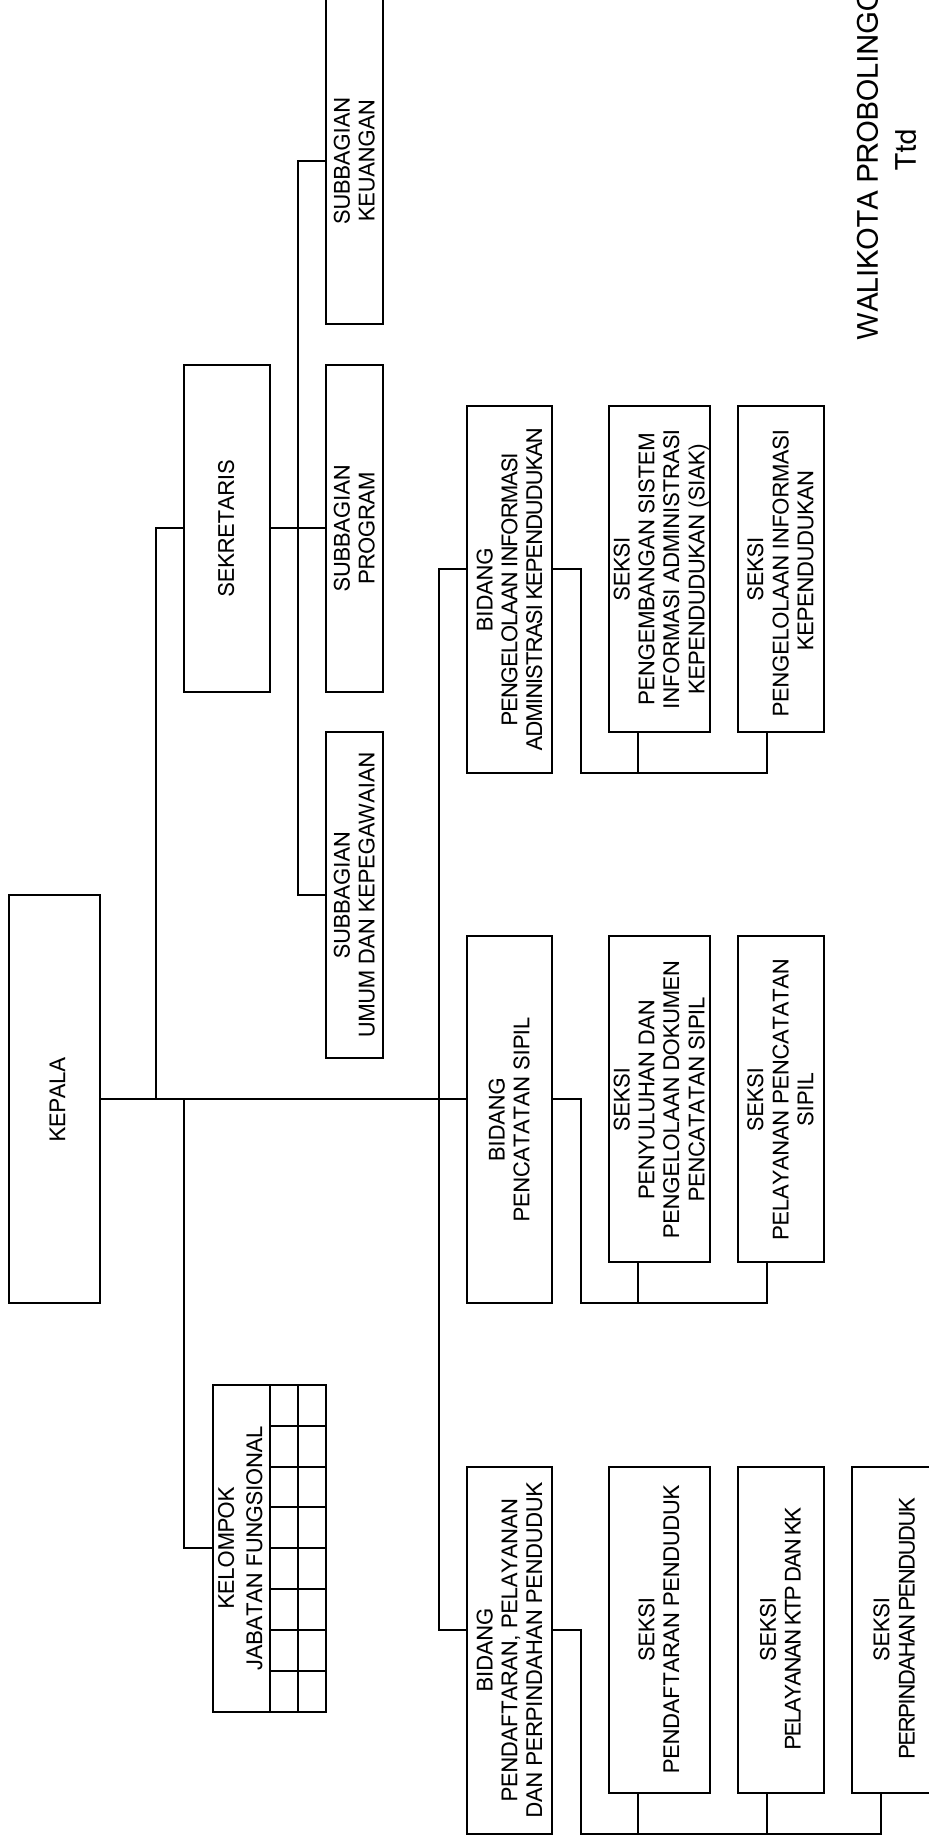 KEPALA
KELOMPOK
JABATAN FUNGSIONAL
SEKRETARIS
SUBBAGIAN
UMUM DAN KEPEGAWAIAN
SUBBAGIAN
PROGRAM
SUBBAGIAN
KEUANGAN
BIDANG
PENDAFTARAN, PELAYANAN
DAN PERPINDAHAN PENDUDUK
BIDANG
PENCATATAN SIPIL
BIDANG
PENGELOLAAN INFORMASI
ADMINISTRASI KEPENDUDUKAN
SEKSI
PENDAFTARAN PENDUDUK
SEKSI
PENYULUHAN DAN
PENGELOLAAN DOKUMEN
PENCATATAN SIPIL
SEKSI
PENGEMBANGAN SISTEM
INFORMASI ADMINISTRASI
KEPENDUDUKAN (SIAK)
SEKSI
PELAYANAN KTP DAN KK
SEKSI
PELAYANAN PENCATATAN
SIPIL
SEKSI
PENGELOLAAN INFORMASI
KEPENDUDUKAN
SEKSI
PERPINDAHAN PENDUDUK
WALIKOTA PROBOLINGGO
Ttd